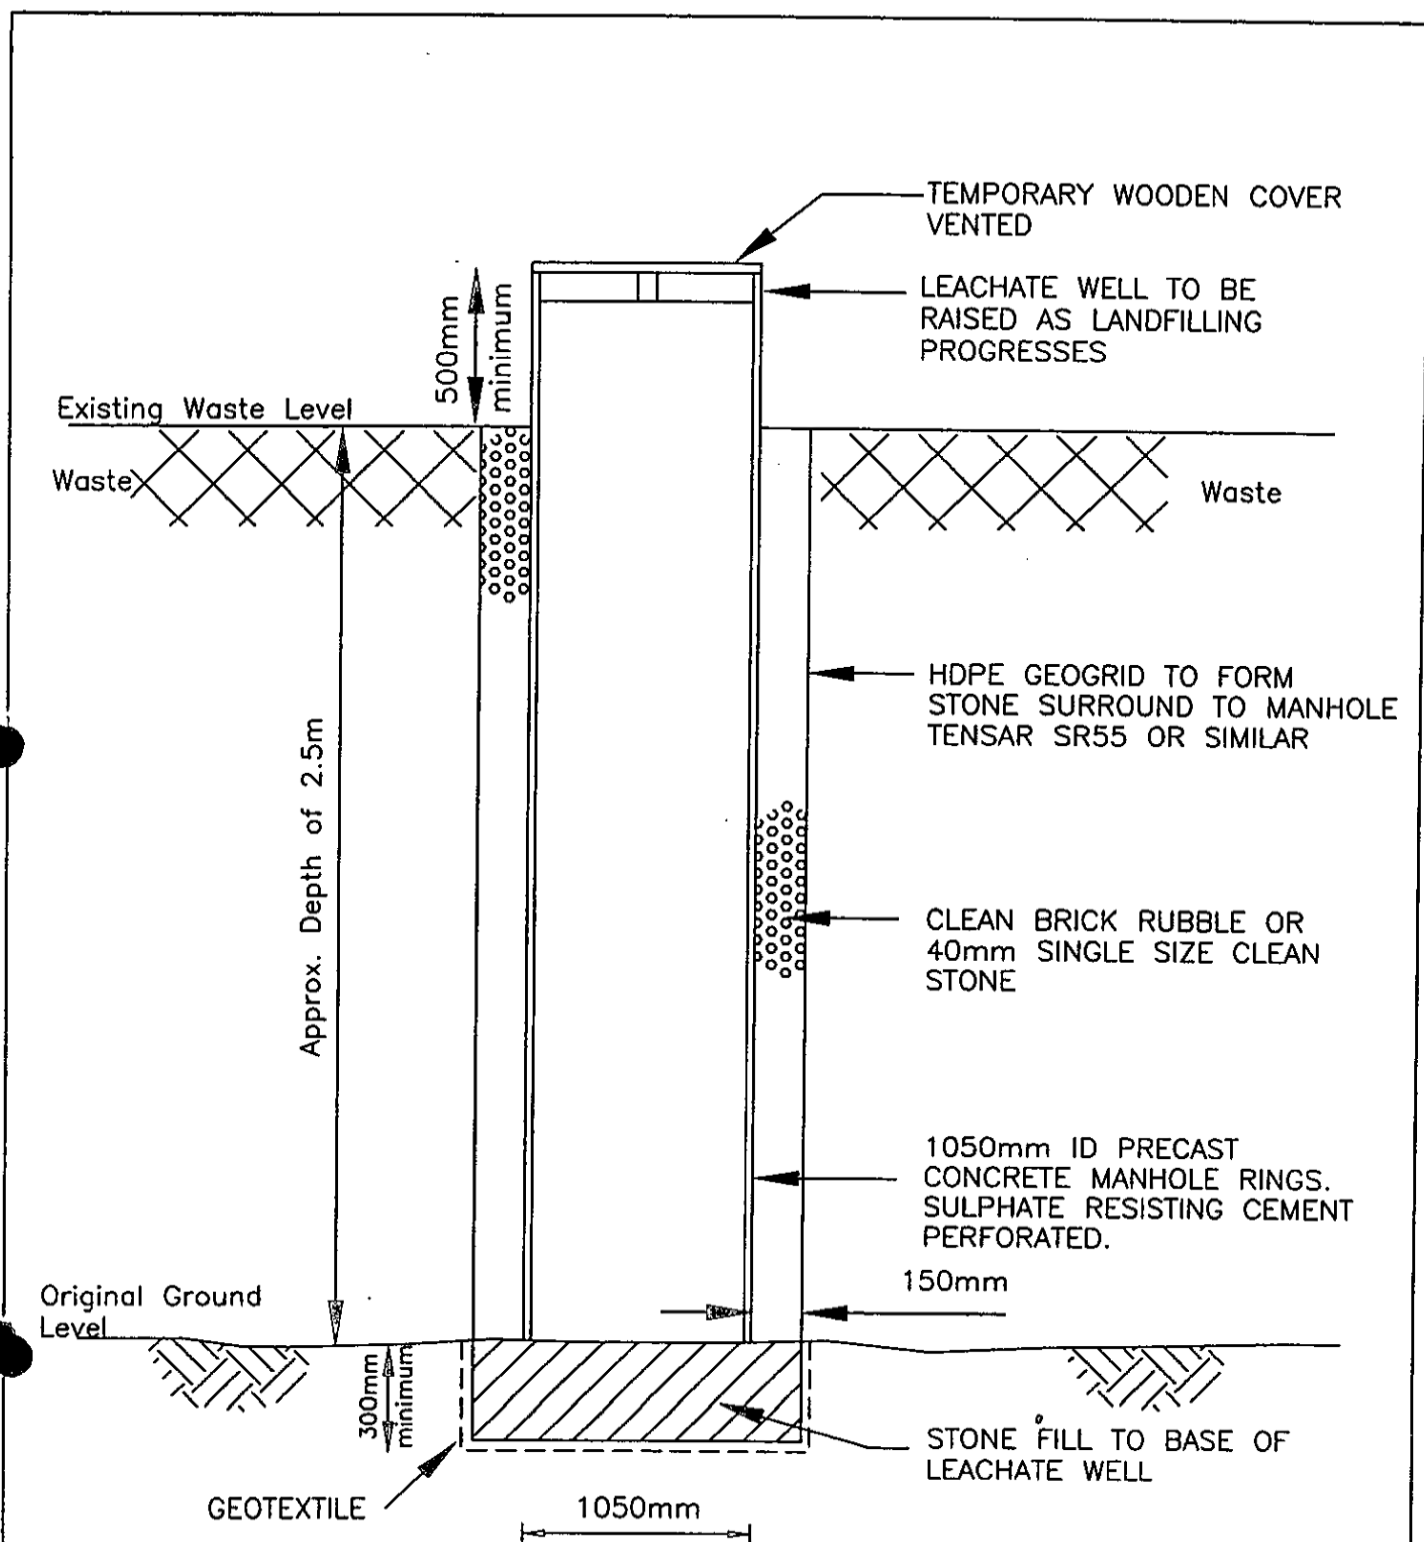 TEMPORARY WOODEN COVER
VENTED
LEACHATE WELL TO BE
RAISED AS LANDFILLING
PROGRESSES
500mm
minimum
Existing Waste Level
Waste
Waste
HDPE GEOGRID TO FORM
STONE SURROUND TO MANHOLE
TENSAR SR55 OR SIMILAR
Approx. Depth of 2.5m
CLEAN BRICK RUBBLE OR
40mm SINGLE SIZE CLEAN
STONE
1050mm ID PRECAST
CONCRETE MANHOLE RINGS.
SULPHATE RESISTING CEMENT
PERFORATED.
150mm
Original Ground
Level
300mm
minimum
STONE FILL TO BASE OF
LEACHATE WELL
GEOTEXTILE
1050mm